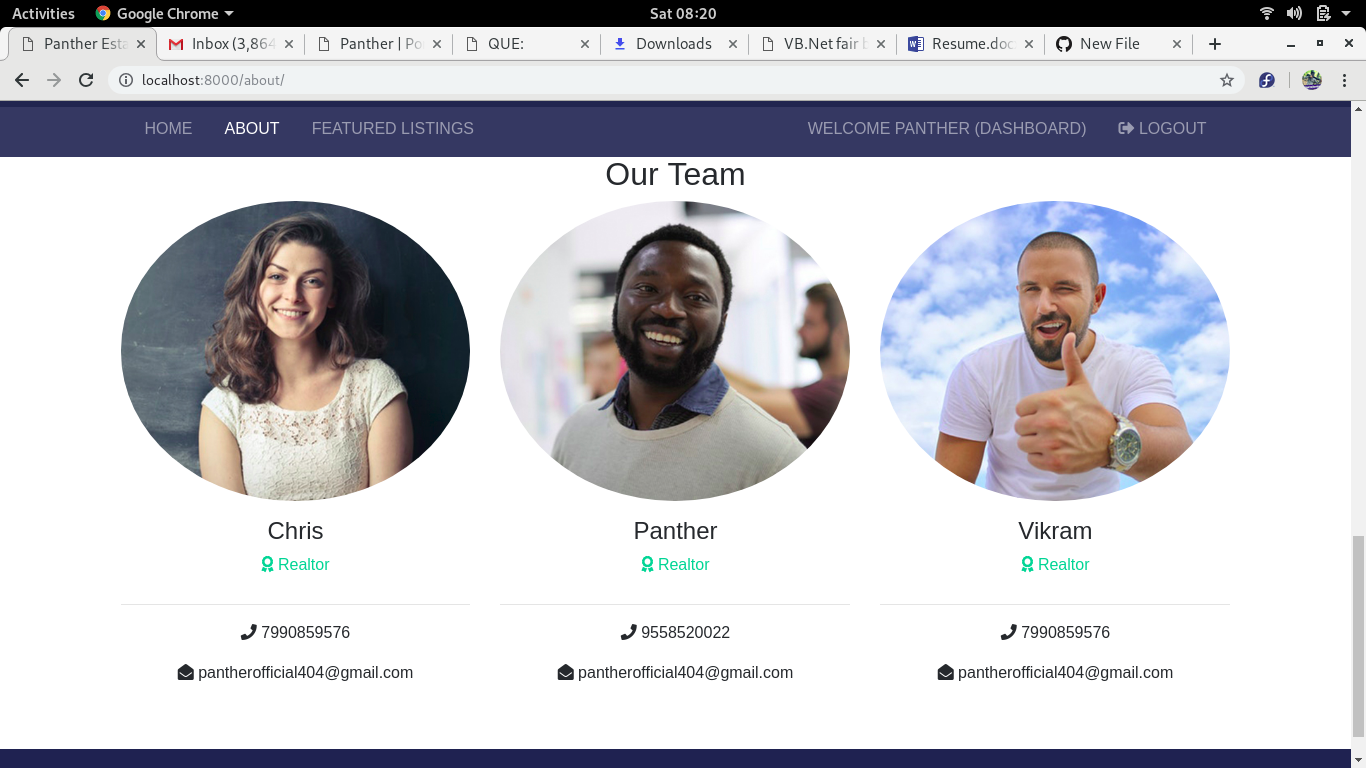 Activities Google Chrome Sat 08:20
Panther Esta Inbox (3,864 Panther | Po QUE: Downloads VB.Net fair b Resume.doc New File
localhost:8000/about/
HOME ABOUT FEATURED LISTINGS WELCOME PANTHER (DASHBOARD) LOGOUT
Our Team
Chris Panther Vikram
Realtor Realtor Realtor
7990859576 9558520022 7990859576
pantherofficial404@gmail.com pantherofficial404@gmail.com pantherofficial404@gmail.com